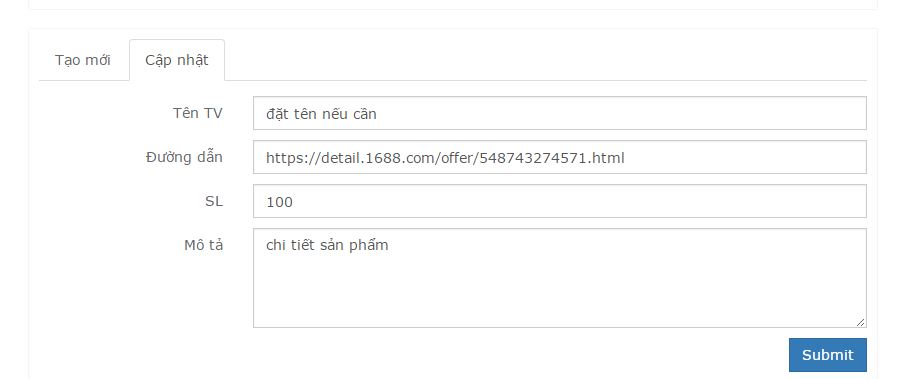 Tạo mới Cập nhật
Tên TV đặt tên nếu cần
Đường dẫn https://detail.1688.com/offer/548743274571.html
SL 100
Mô tả chi tiết sản phẩm
Submit